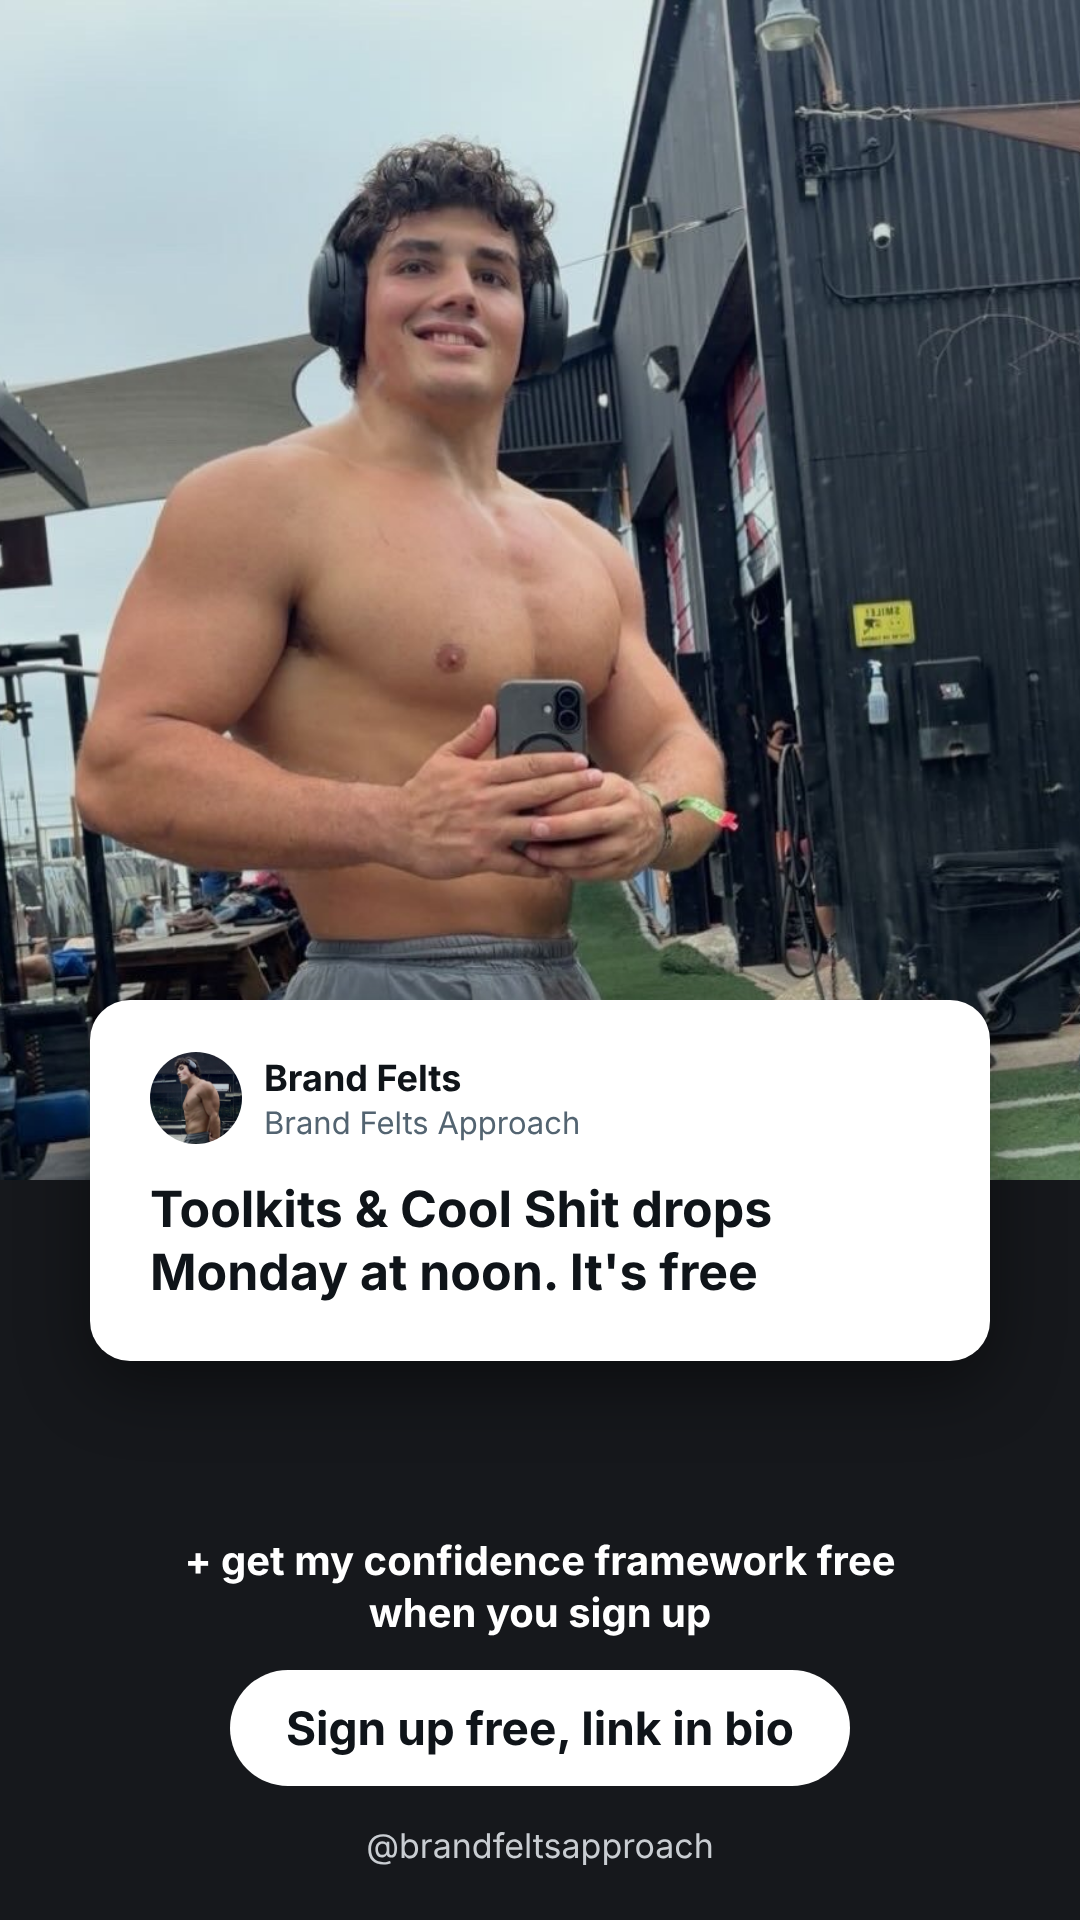 SMILE!
Brand Felts
Brand Felts Approach
Toolkits & Cool Shit drops
Monday at noon. It's free
+ get my confidence framework free
when you sign up
Sign up free, link in bio
@brandfeltsapproach